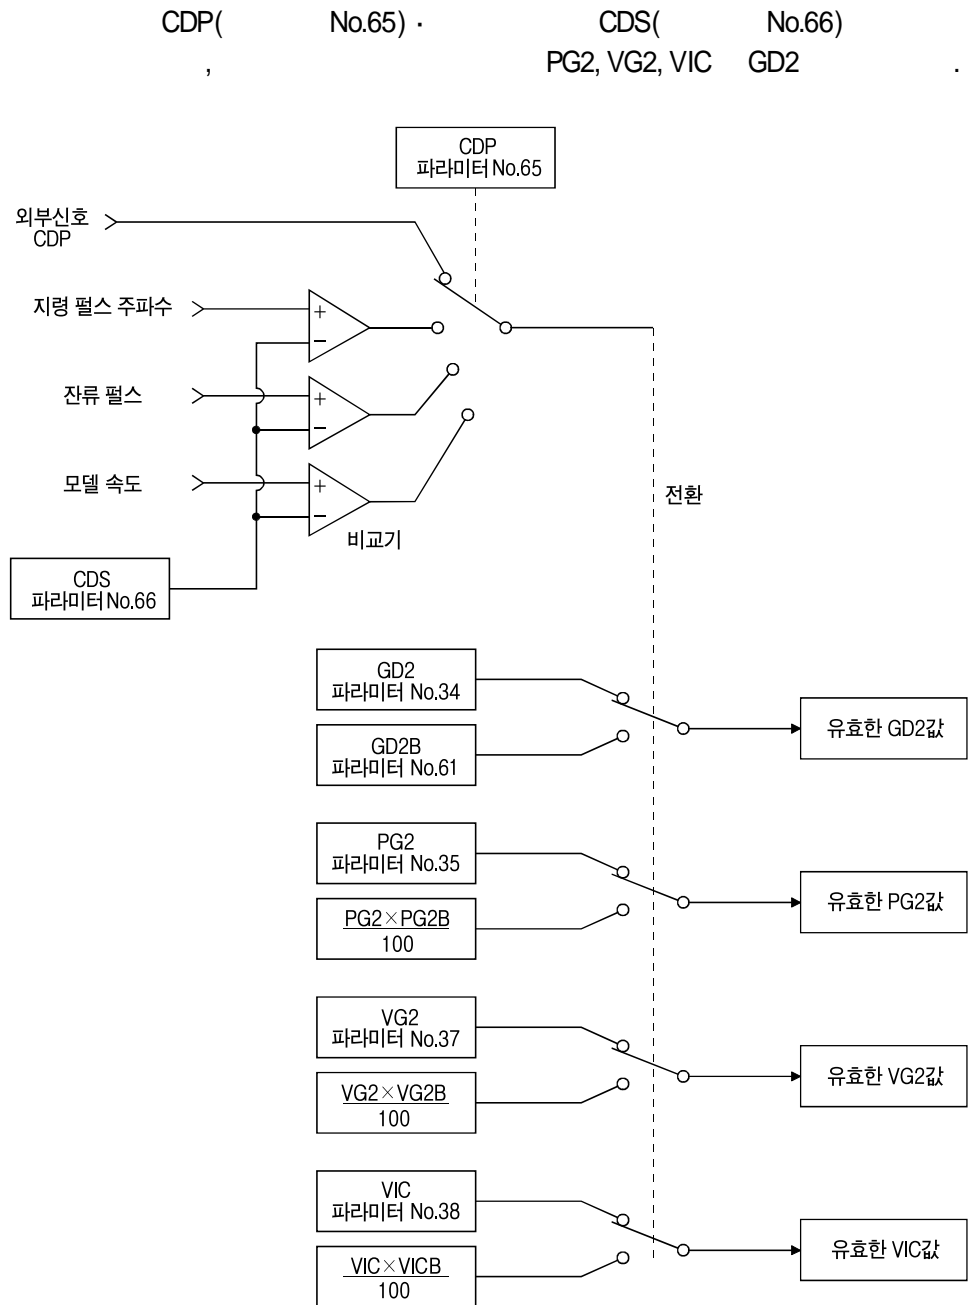 CDP( No.65) · CDS( No.66)
, PG2, VG2, VIC GD2 .
CDP
파라미터 No.65
외부신호
CDP
지령 펄스 주파수
+
−
잔류 펄스
+
−
모델 속도
+
−
비교기
전환
CDS
파라미터 No.66
GD2
파라미터 No.34
GD2B
파라미터 No.61
유효한 GD2값
PG2
파라미터 No.35
PG2×PG2B
100
유효한 PG2값
VG2
파라미터 No.37
VG2×VG2B
100
유효한 VG2값
VIC
파라미터 No.38
VIC×VICB
100
유효한 VIC값